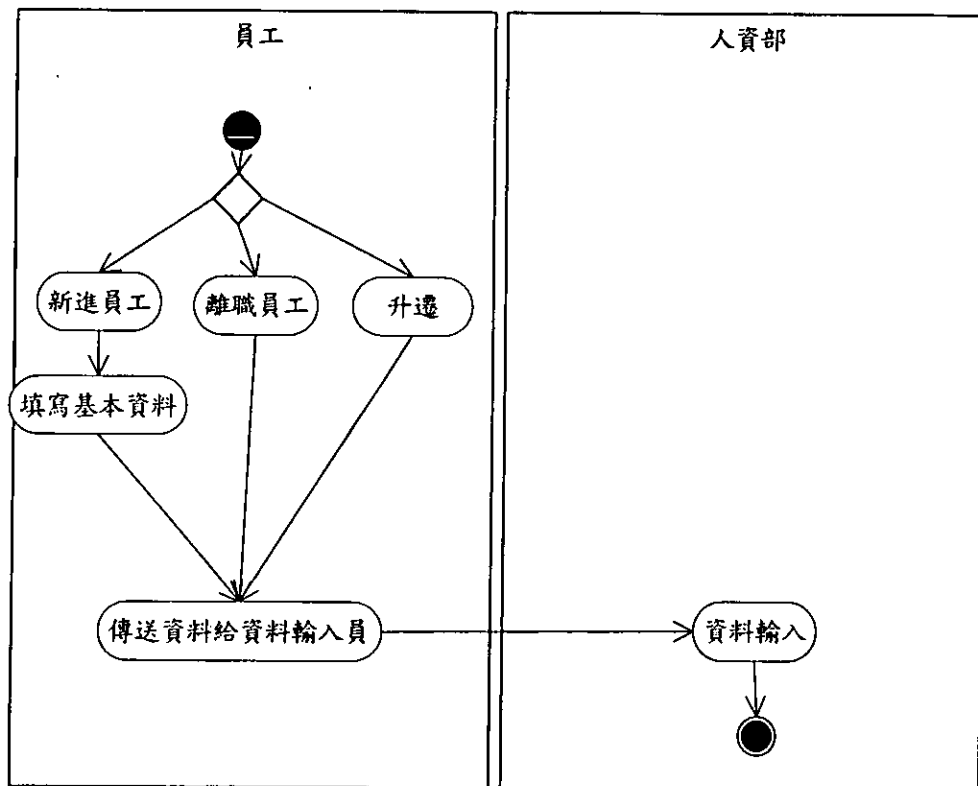 員工
人資部
新進員工
離職員工
升遷
填寫基本資料
傳送資料給資料輸入員
資料輸入